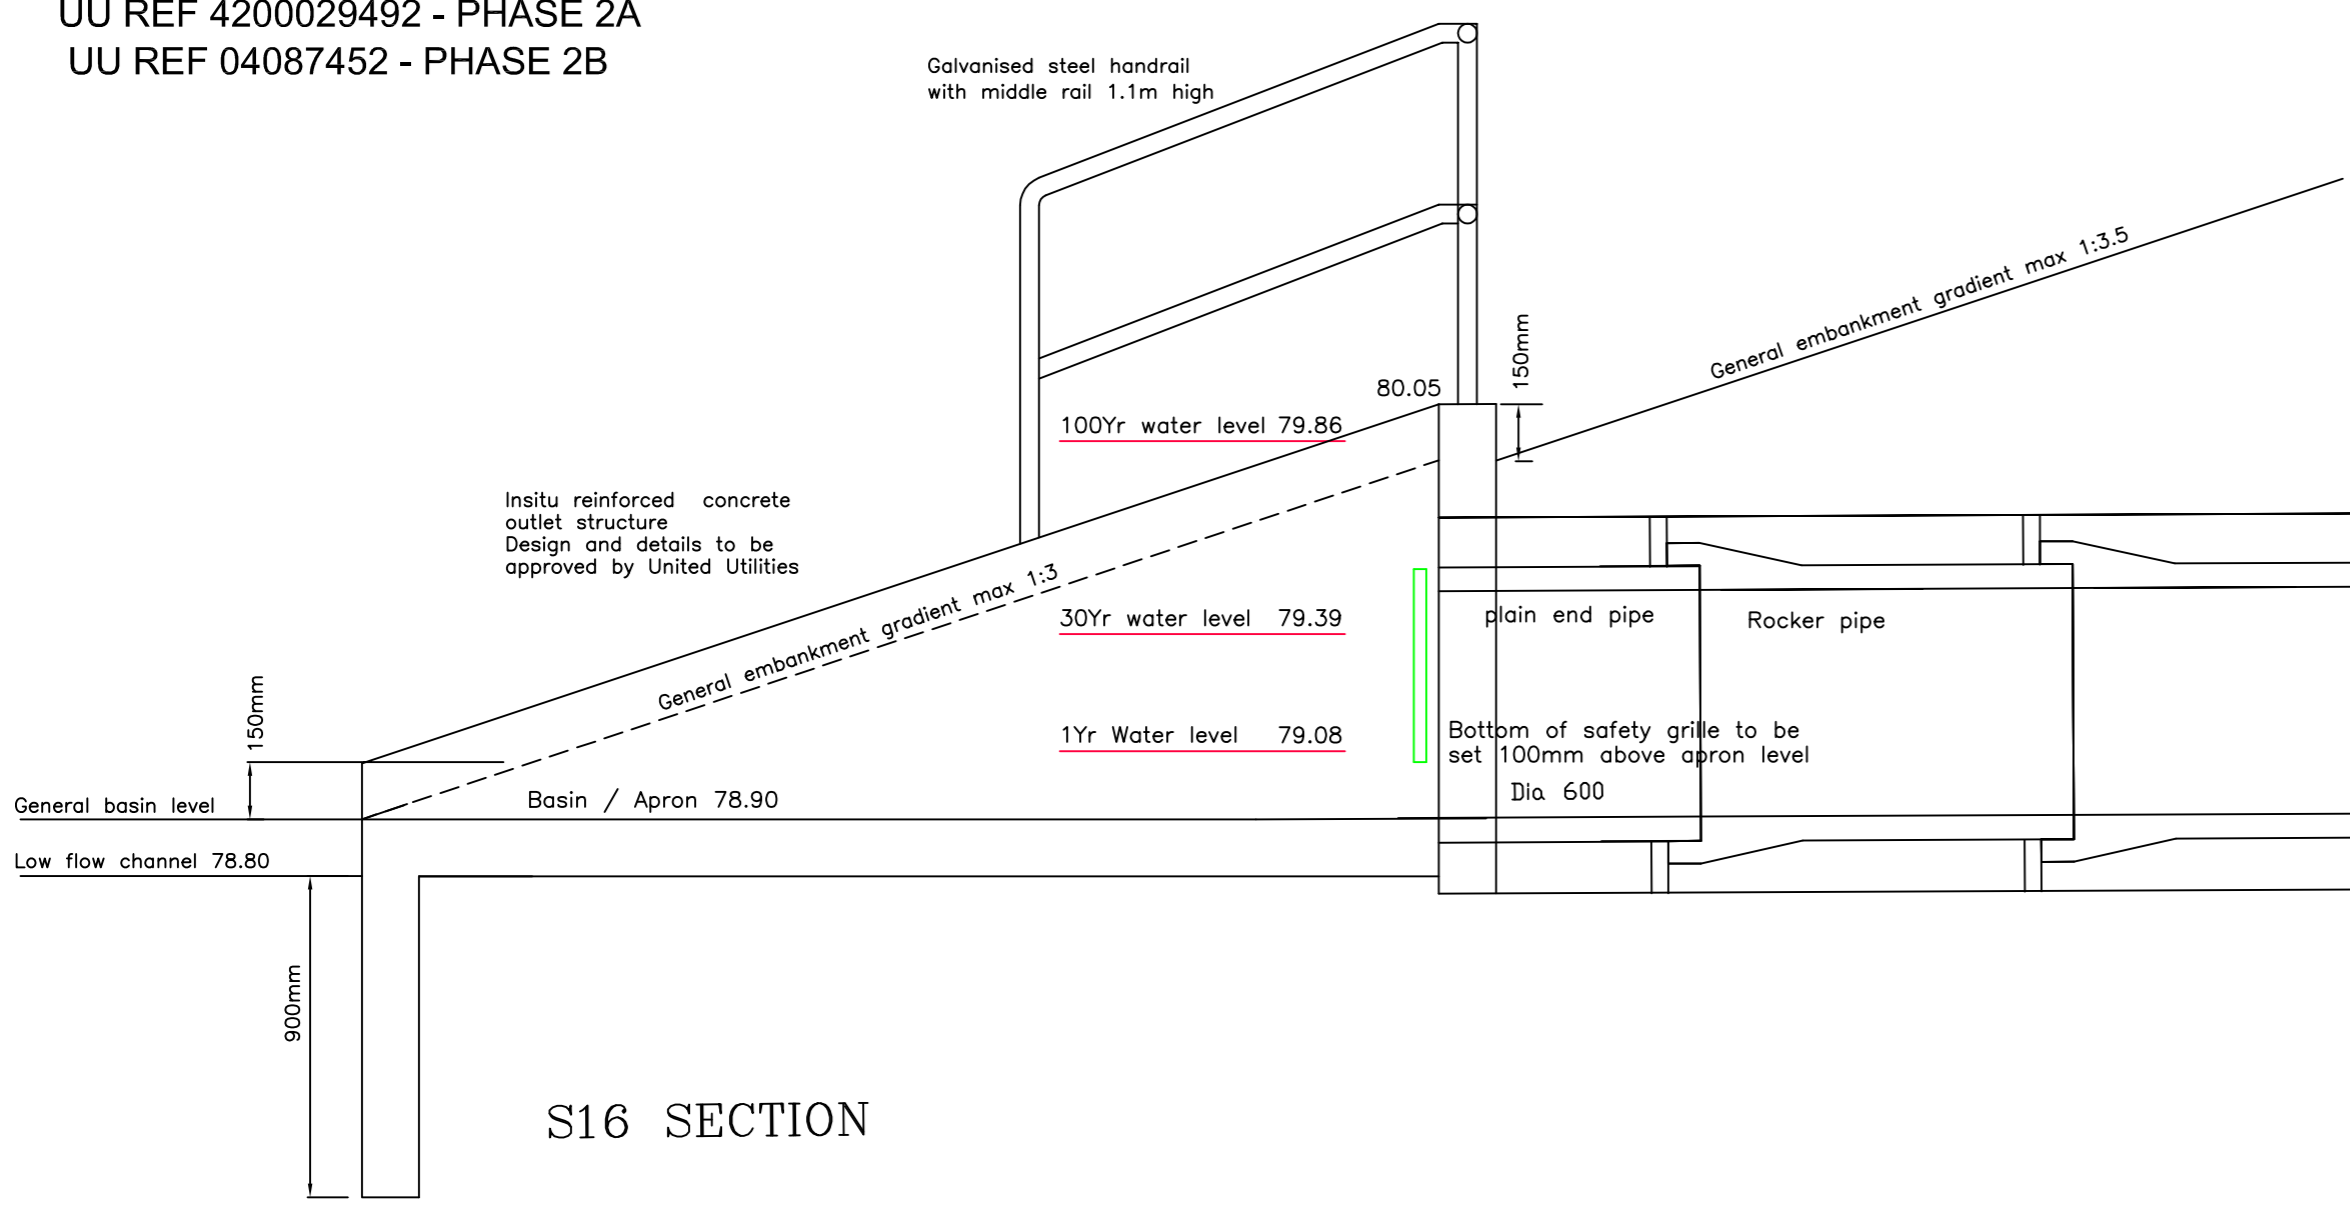 UU REF 4200029492 - PHASE 2A
UU REF 04087452 - PHASE 2B
Galvanised steel handrail
with middle rail 1.1m high
General embankment gradient max 1:3.5
150mm
80.05
100Yr water level 79.86
Insitu reinforced concrete
outlet structure
Design and details to be
approved by United Utilities
General embankment gradient max 1:3
30Yr water level 79.39
plain end pipe
Rocker pipe
150mm
1Yr Water level 79.08
Bottom of safety grille to be
set 100mm above apron level
Dia 600
General basin level
Basin / Apron 78.90
Low flow channel 78.80
900mm
S16 SECTION